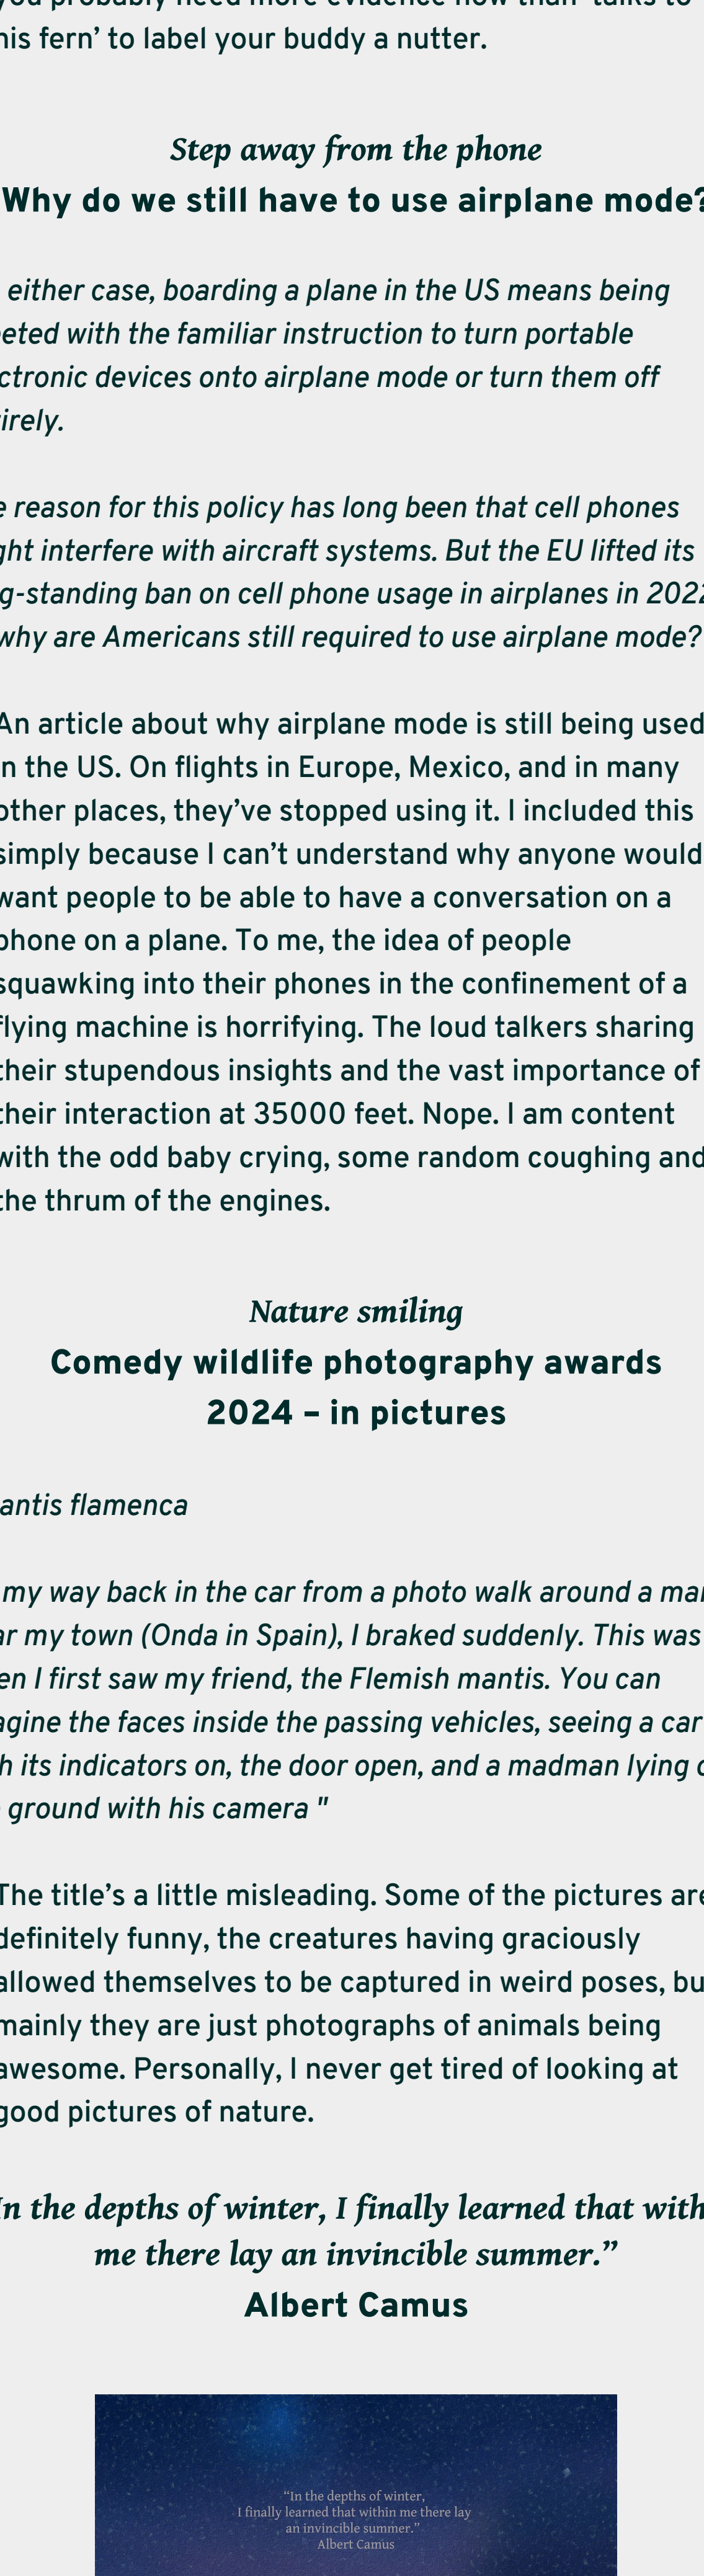 you probably need more evidence now than 'talks to
his fern' to label your buddy a nutter.
Step away from the phone
Why do we still have to use airplane mode?
either case, boarding a plane in the US means being
eted with the familiar instruction to turn portable
ctronic devices onto airplane mode or turn them off
irely.
e reason for this policy has long been that cell phones
ght interfere with aircraft systems. But the EU lifted its
g-standing ban on cell phone usage in airplanes in 2022
why are Americans still required to use airplane mode?
An article about why airplane mode is still being used
in the US. On flights in Europe, Mexico, and in many
other places, they've stopped using it. I included this
simply because I can't understand why anyone would
want people to be able to have a conversation on a
phone on a plane. To me, the idea of people
squawking into their phones in the confinement of a
flying machine is horrifying. The loud talkers sharing
their stupendous insights and the vast importance of
their interaction at 35000 feet. Nope. I am content
with the odd baby crying, some random coughing and
the thrum of the engines.
Nature smiling
Comedy wildlife photography awards
2024 – in pictures
antis flamenca
my way back in the car from a photo walk around a mar
ar my town (Onda in Spain), I braked suddenly. This was
en I first saw my friend, the Flemish mantis. You can
agine the faces inside the passing vehicles, seeing a car
h its indicators on, the door open, and a madman lying o
ground with his camera "
The title's a little misleading. Some of the pictures are
definitely funny, the creatures having graciously
allowed themselves to be captured in weird poses, bu
mainly they are just photographs of animals being
awesome. Personally, I never get tired of looking at
good pictures of nature.
In the depths of winter, I finally learned that with
me there lay an invincible summer.”
Albert Camus
“In the depths of winter,
I finally learned that within me there lay
an invincible summer.”
Albert Camus